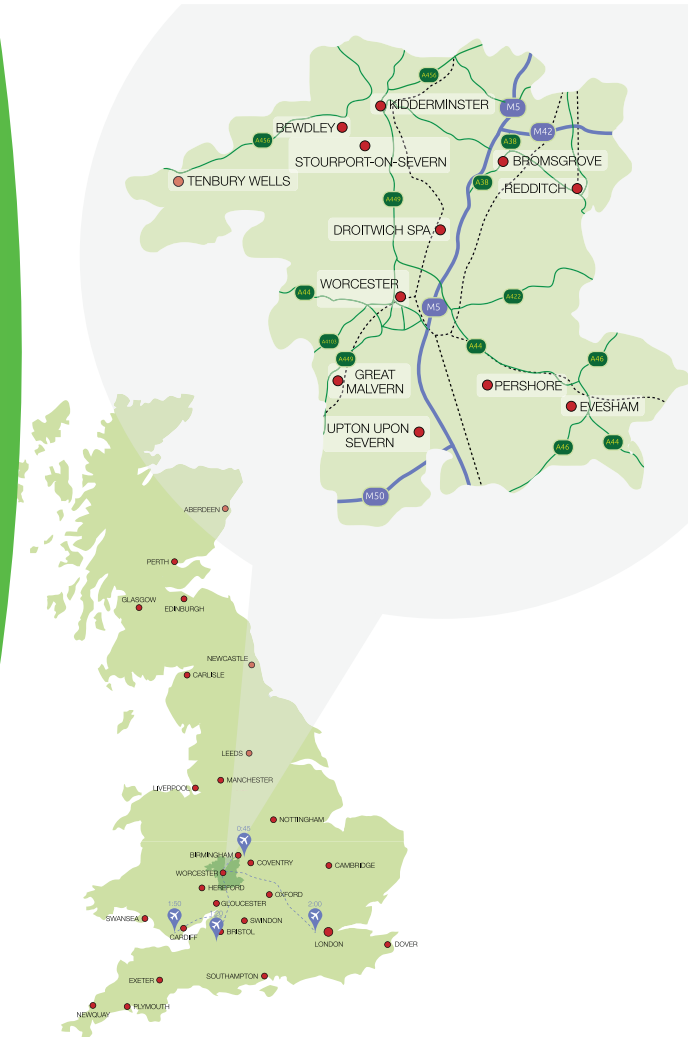 A456
KIDDERMINSTER
M5
BEWDLEY
M42
A456
A38
STOURPORT-ON-SEVERN
BROMSGROVE
TENBURY WELLS
A38
REDDITCH
A449
DROITWICH SPA
WORCESTER
A44
A422
M5
A4103
A44
A449
A46
GREAT
MALVERN
PERSHORE
EVESHAM
UPTON UPON
SEVERN
A46
A44
M50
ABERDEEN
PERTH
GLASGOW
EDINBURGH
NEWCASTLE
CARLISLE
LEEDS
MANCHESTER
LIVERPOOL
NOTTINGHAM
0:45
BIRMINGHAM
COVENTRY
CAMBRIDGE
WORCESTER
HEREFORD
OXFORD
GLOUCESTER
1:50
2:00
SWANSEA
SWINDON
CARDIFF
BRISTOL
LONDON
DOVER
SOUTHAMPTON
EXETER
PLYMOUTH
NEWQUAY